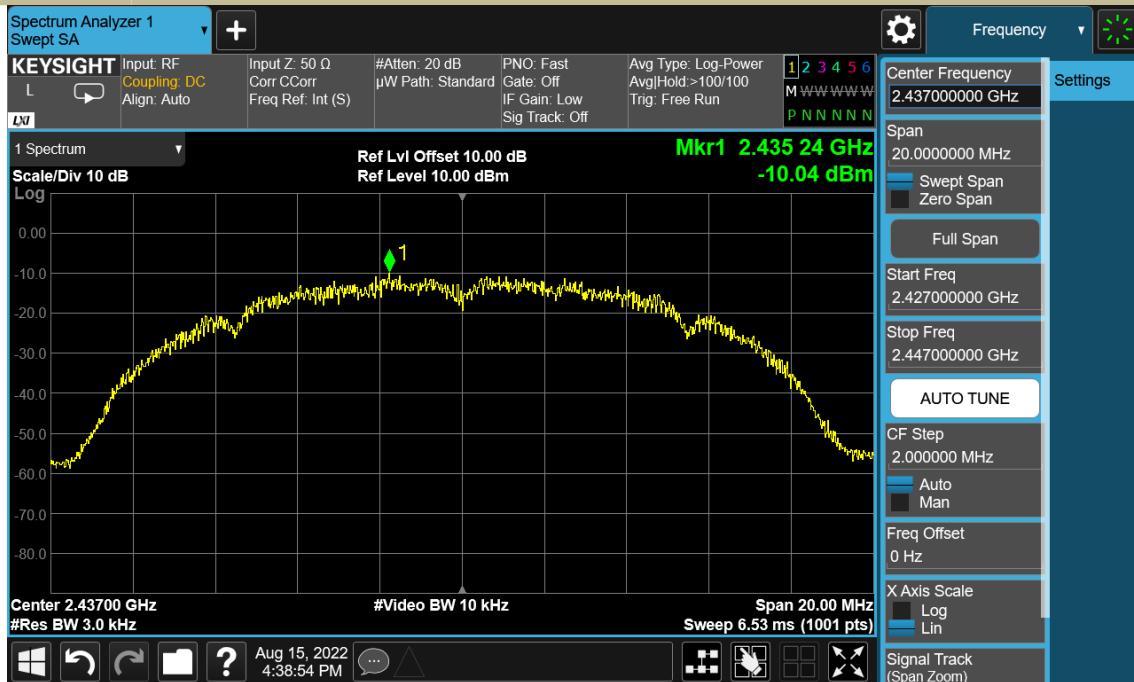 Spectrum Analyzer 1
Swept SA
+
Frequency
KEYSIGHT
L
LXI
Input: RF
Coupling: DC
Align: Auto
Input Z: 50 Ω
Corr CCorr
Freq Ref: Int (S)
#Atten: 20 dB
µW Path: Standard
PNO: Fast
Gate: Off
IF Gain: Low
Sig Track: Off
Avg Type: Log-Power
Avg|Hold:>100/100
Trig: Free Run
1 2 3 4 5 6
M W W W W W
P N N N N N
Center Frequency
2.437000000 GHz
Settings
Span
20.0000000 MHz
Swept Span
Zero Span
Full Span
Start Freq
2.427000000 GHz
Stop Freq
2.447000000 GHz
AUTO TUNE
CF Step
2.000000 MHz
Auto
Man
Freq Offset
0 Hz
X Axis Scale
Log
Lin
Signal Track
(Span Zoom)
1 Spectrum
Scale/Div 10 dB
Log
Ref Lvl Offset 10.00 dB
Ref Level 10.00 dBm
Mkr1 2.435 24 GHz
-10.04 dBm
1
0.00
-10.0
-20.0
-30.0
-40.0
-50.0
-60.0
-70.0
-80.0
Center 2.43700 GHz
#Res BW 3.0 kHz
#Video BW 10 kHz
Span 20.00 MHz
Sweep 6.53 ms (1001 pts)
?
Aug 15, 2022
4:38:54 PM